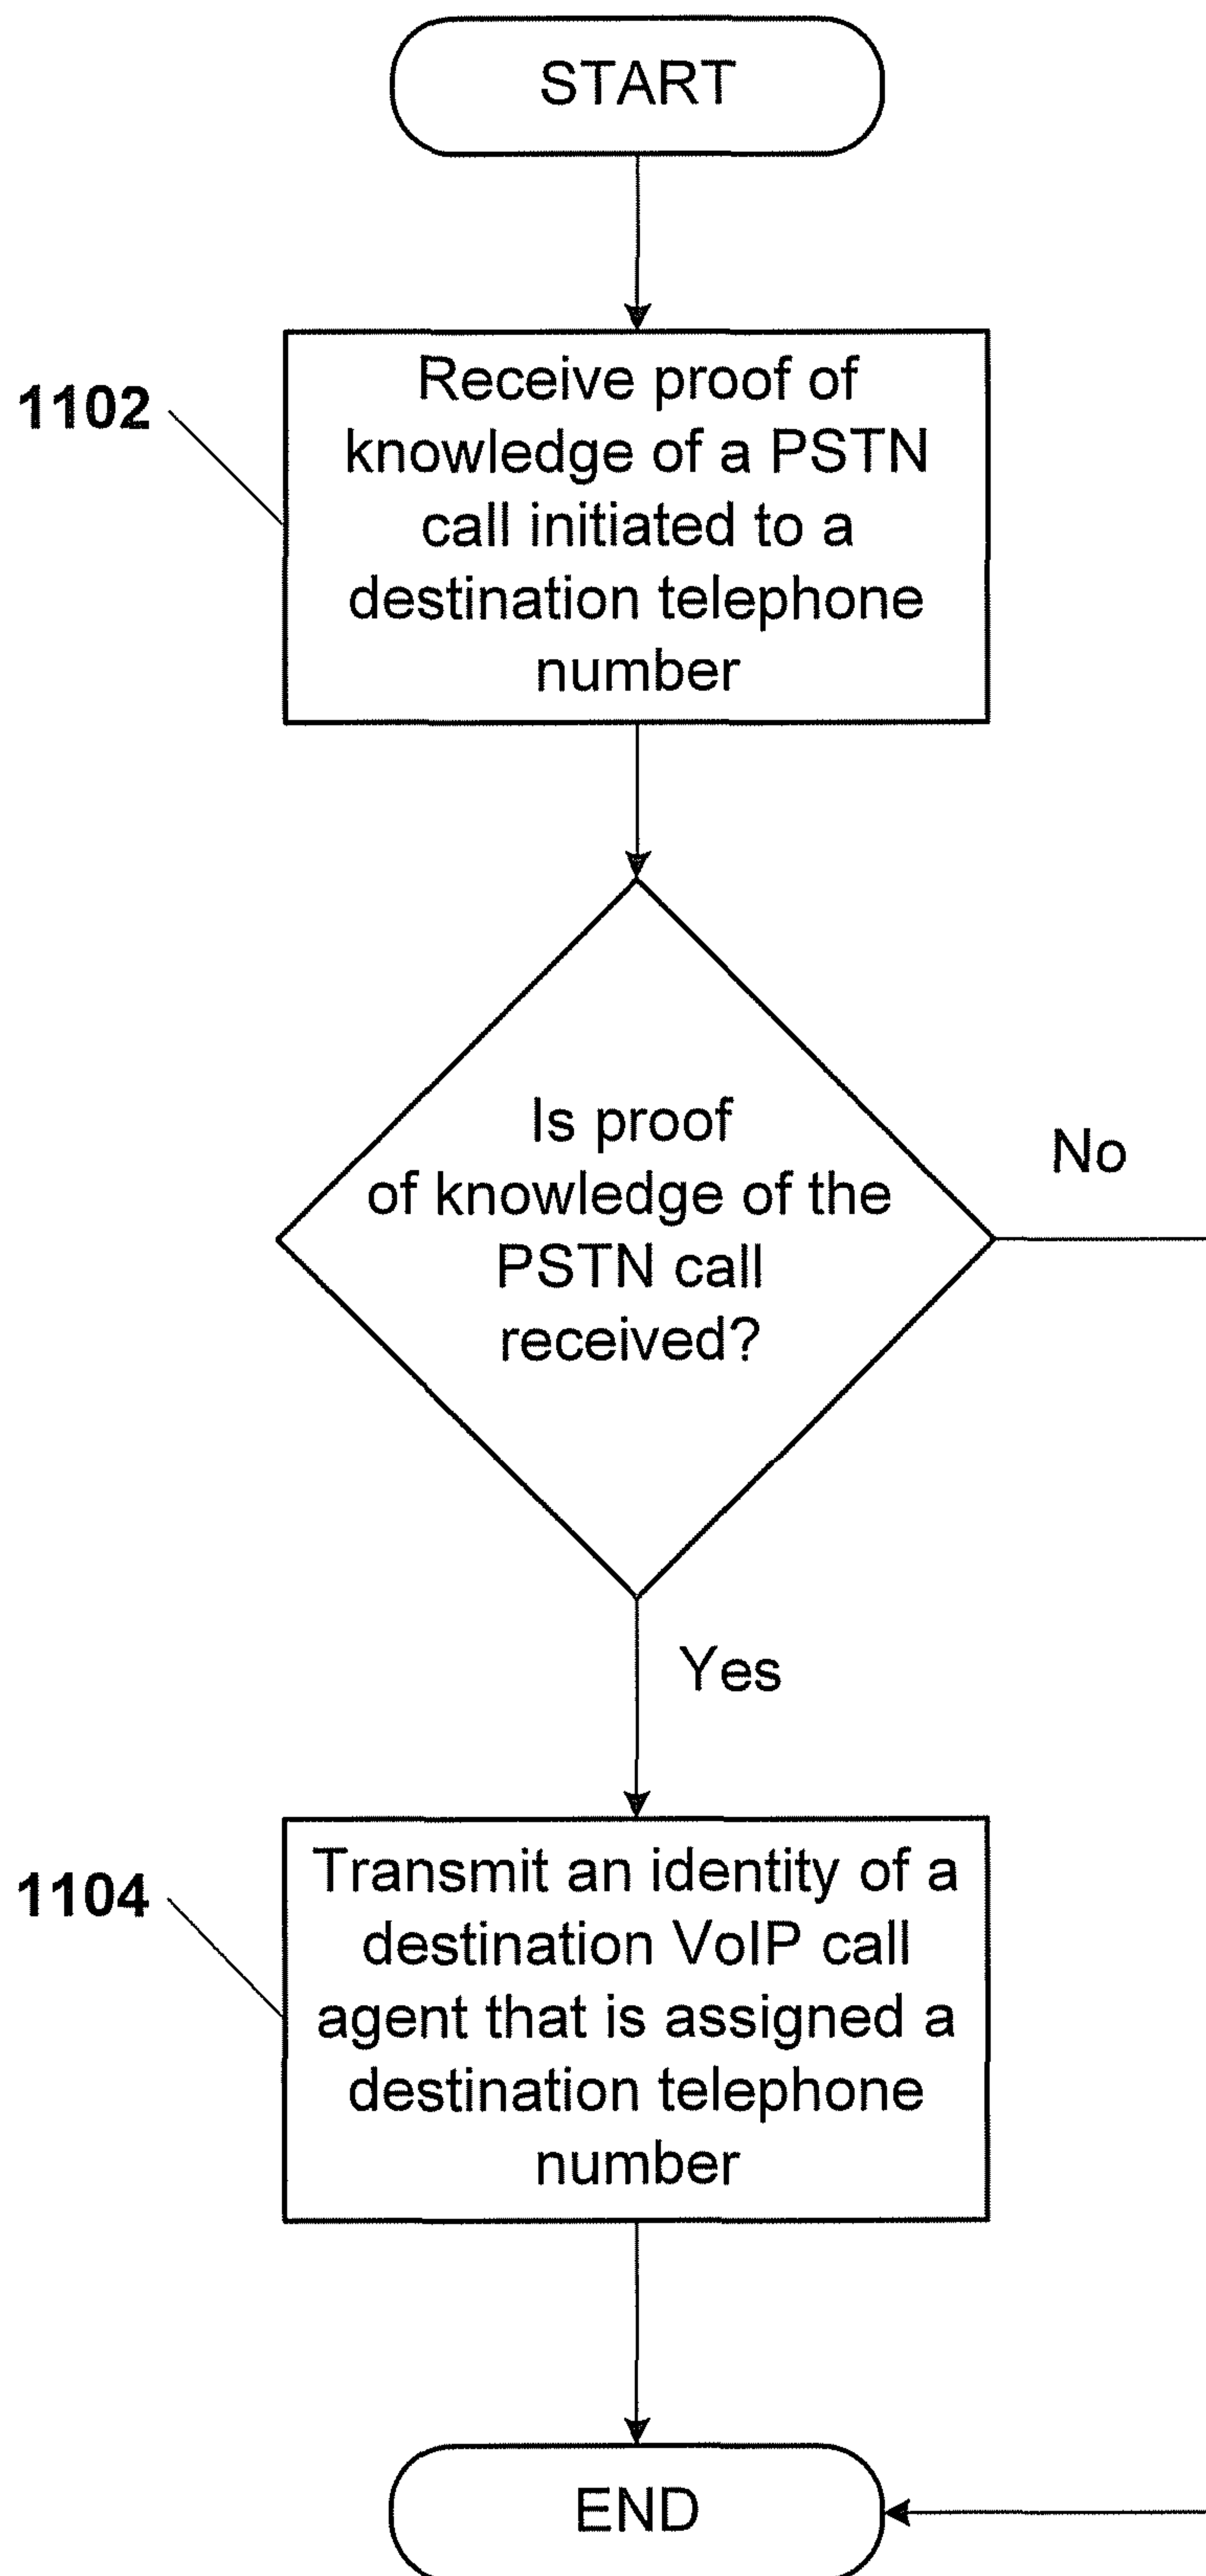 START
1102
Receive proof of
knowledge of a PSTN
call initiated to a
destination telephone
number
Is proof
of knowledge of the
PSTN call
received?
No
Yes
1104
Transmit an identity of a
destination VoIP call
agent that is assigned a
destination telephone
number
END